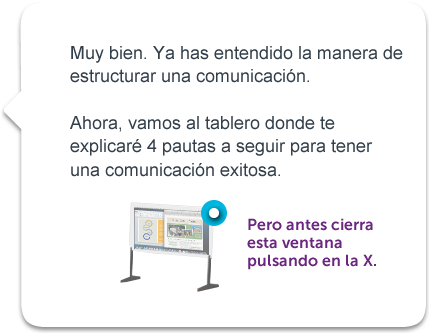 Muy bien. Ya has entendido la manera de
estructurar una comunicación.
Ahora, vamos al tablero donde te
explicaré 4 pautas a seguir para tener
una comunicación exitosa.
Pero antes cierra
esta ventana
pulsando en la X.